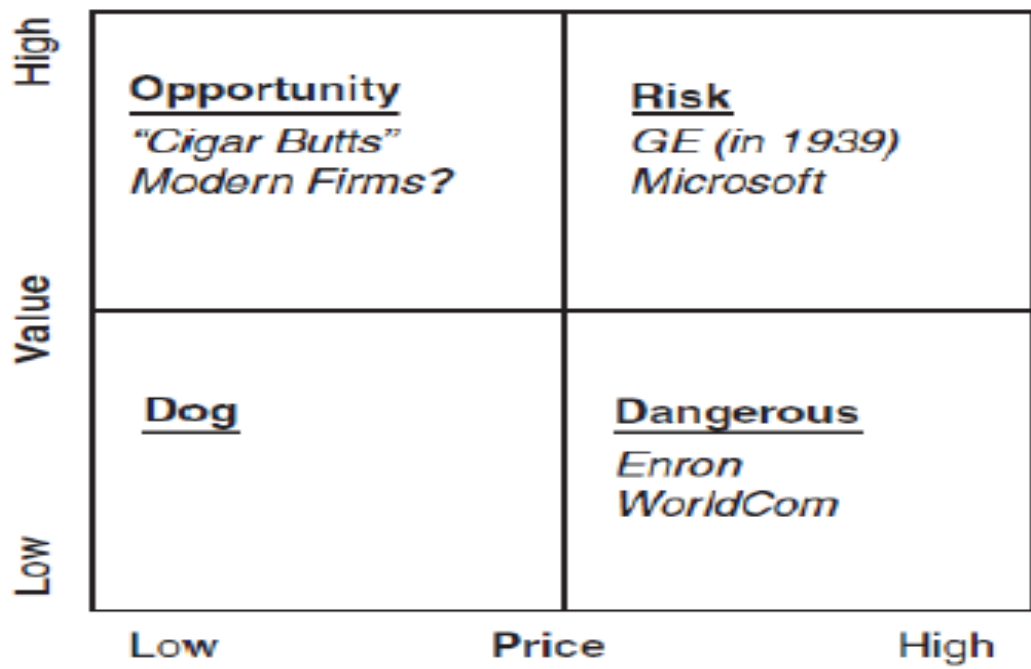 High
Opportunity
"Cigar Butts"
Modern Firms?
Risk
GE (in 1939)
Microsoft
Value
Dog
Dangerous
Enron
WorldCom
Low
Low
Price
High